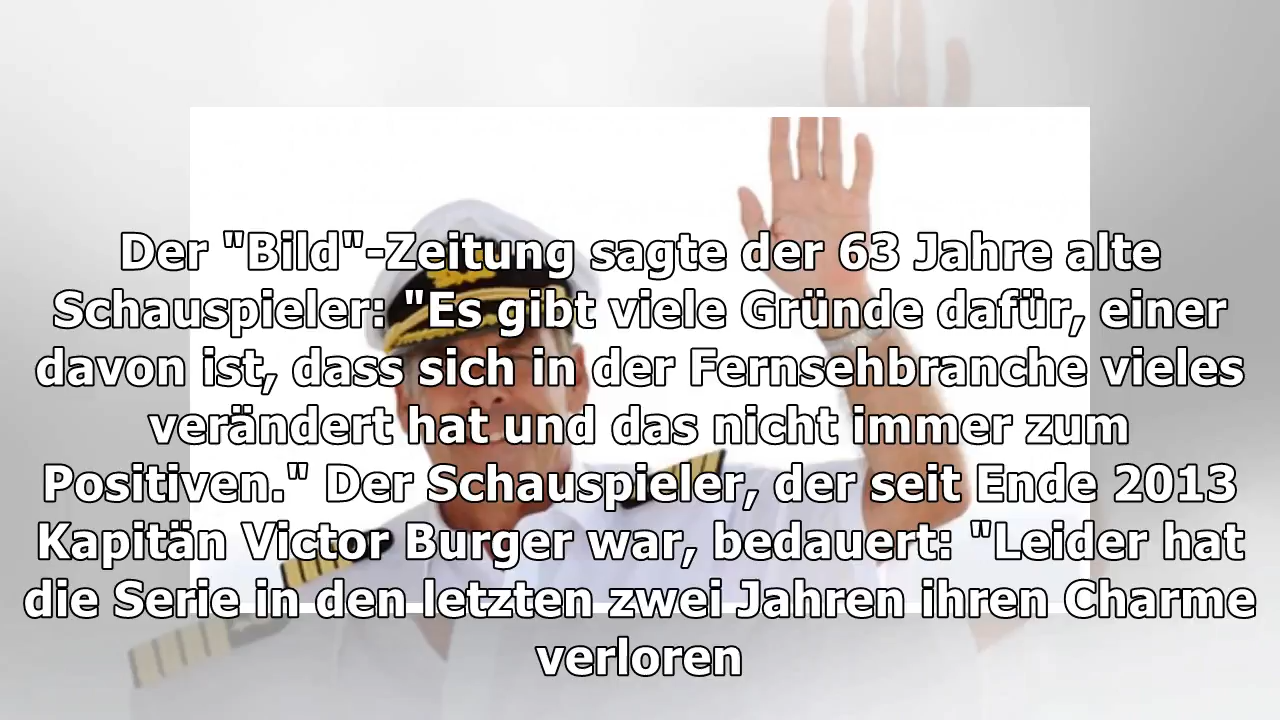 Der "Bild"-Zeitung sagte der 63 Jahre alte
Schauspieler: "Es gibt viele Gründe dafür, einer
davon ist, dass sich in der Fernsehbranche vieles
verändert hat und das nicht immer zum
Positiven." Der Schauspieler, der seit Ende 2013
Kapitän Victor Burger war, bedauert: "Leider hat
die Serie in den letzten zwei Jahren ihren Charme
verloren